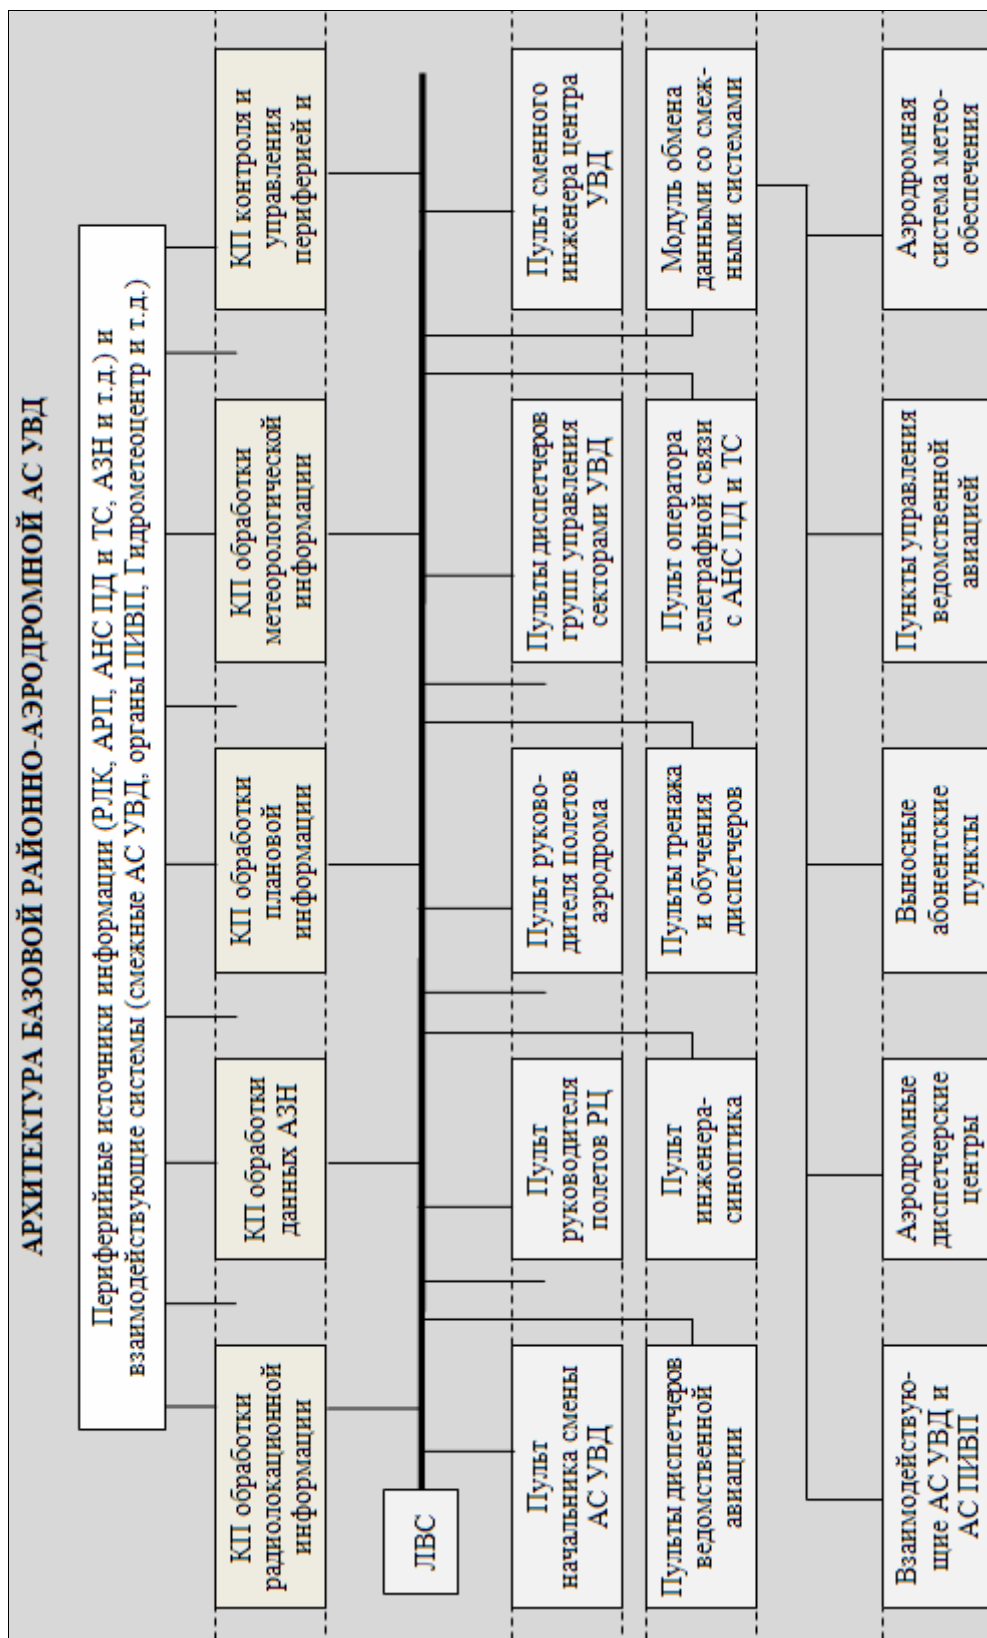 АРХИТЕКТУРА БАЗОВОЙ РАЙОННО-АЭРОДРОМНОЙ АС УВД
Периферийные источники информации (РЛК, АРП, АНС ПД и ТС, АЗН и т.д.) и
взаимодействующие системы (смежные АС УВД, органы ПИВП, Гидрометеоцентр и т.д.)
КП обработки
радиолокационной
информации
КП обработки
данных АЗН
КП обработки
плановой
информации
КП обработки
метеорологической
информации
КП контроля и
управления
периферией и
ЛВС
Пульт
начальника смены
АС УВД
Пульт
руководителя
полетов РЦ
Пульт руково-
дителя полетов
аэродрома
Пульты диспетчеров
групп управления
секторами УВД
Пульт сменного
инженера центра
УВД
Пульты диспетчеров
ведомственной
авиации
Пульт
инженера-
синоптика
Пульты тренажа
и обучения
диспетчеров
Пульт оператора
телеграфной связи
с АНС ПД и ТС
Модуль обмена
данными со смеж-
ными системами
Взаимодействую-
щие АС УВД и
АС ПИВП
Аэродромные
диспетчерские
центры
Выносные
абонентские
пункты
Пункты управления
ведомственной
авиацией
Аэродромная
система метео-
обеспечения